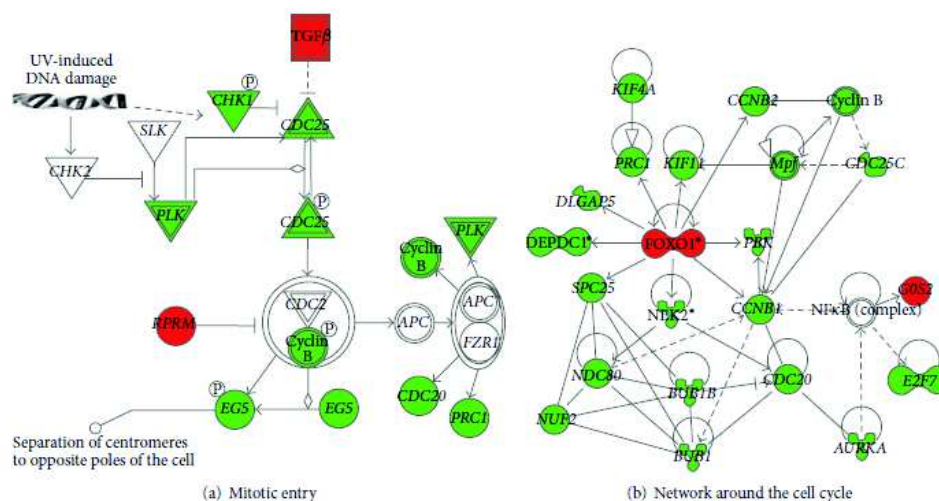 TGFβ
UV-induced
DNA damage
P
CHK1
CDC25
SLK
CHK2
PLK
P
CDC25
PLK
Cyclin
B
CDC2
P
Cyclin
B
RPRM
APC
APC
FZR1
P
EG5
EG5
CDC20
PRC1
Separation of centromeres
to opposite poles of the cell
(a) Mitotic entry
KIF4A
CCNB2
Cyclin B
PRC1
KIF11
Mpf
CDC25C
DLGAP5
DEPDC1*
FOXO1*
PBK
SPC25
NEK2*
CCNB1
NFκB (complex)
G0S2
NDC80
BUB1B
CDC20
E2F7
NUF2
BUB1
AURKA
(b) Network around the cell cycle